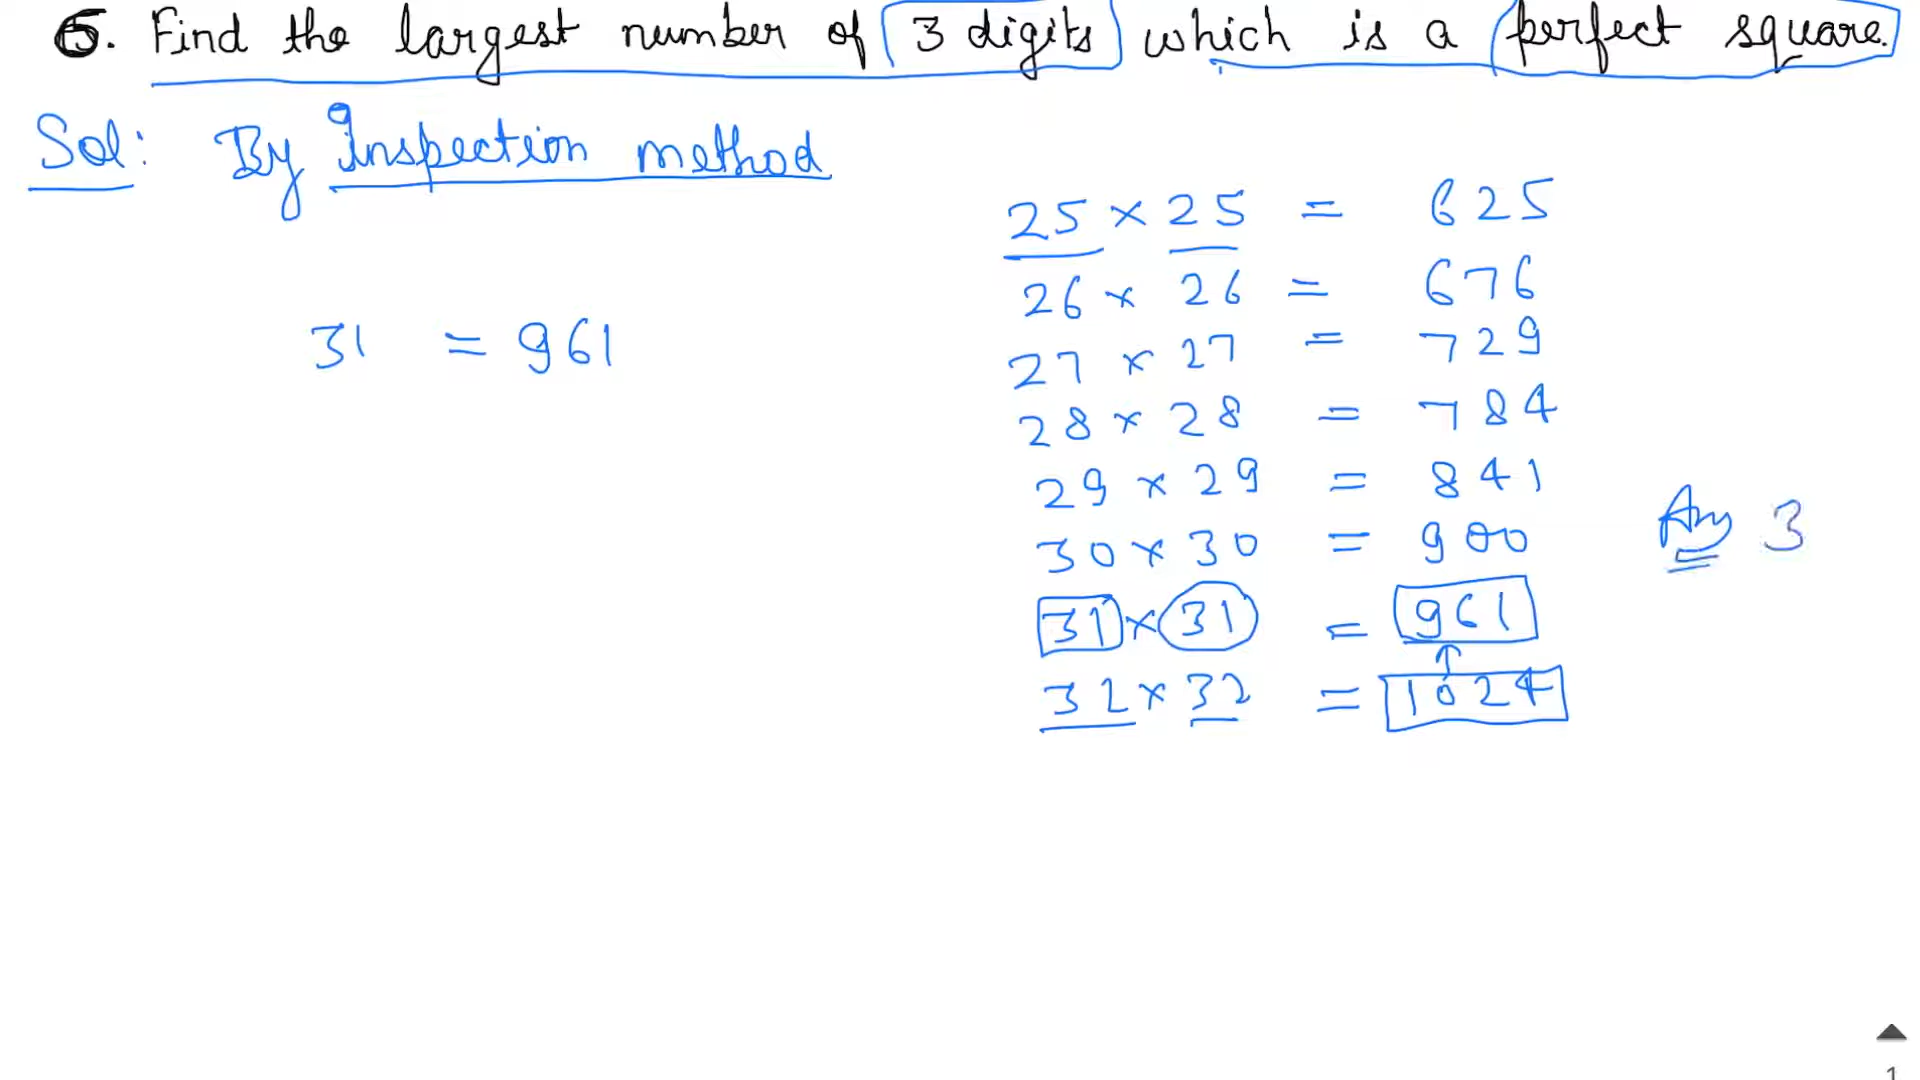 5. Find the largest number of 3 digits which is a perfect square.
Sol: By Inspection method
31 = 961
25 × 25 = 625
26 × 26 = 676
27 × 27 = 729
28 × 28 = 784
29 × 29 = 841
30 × 30 = 900
31 × 31 = 961
32 × 32 = 1024
Ans 3
1